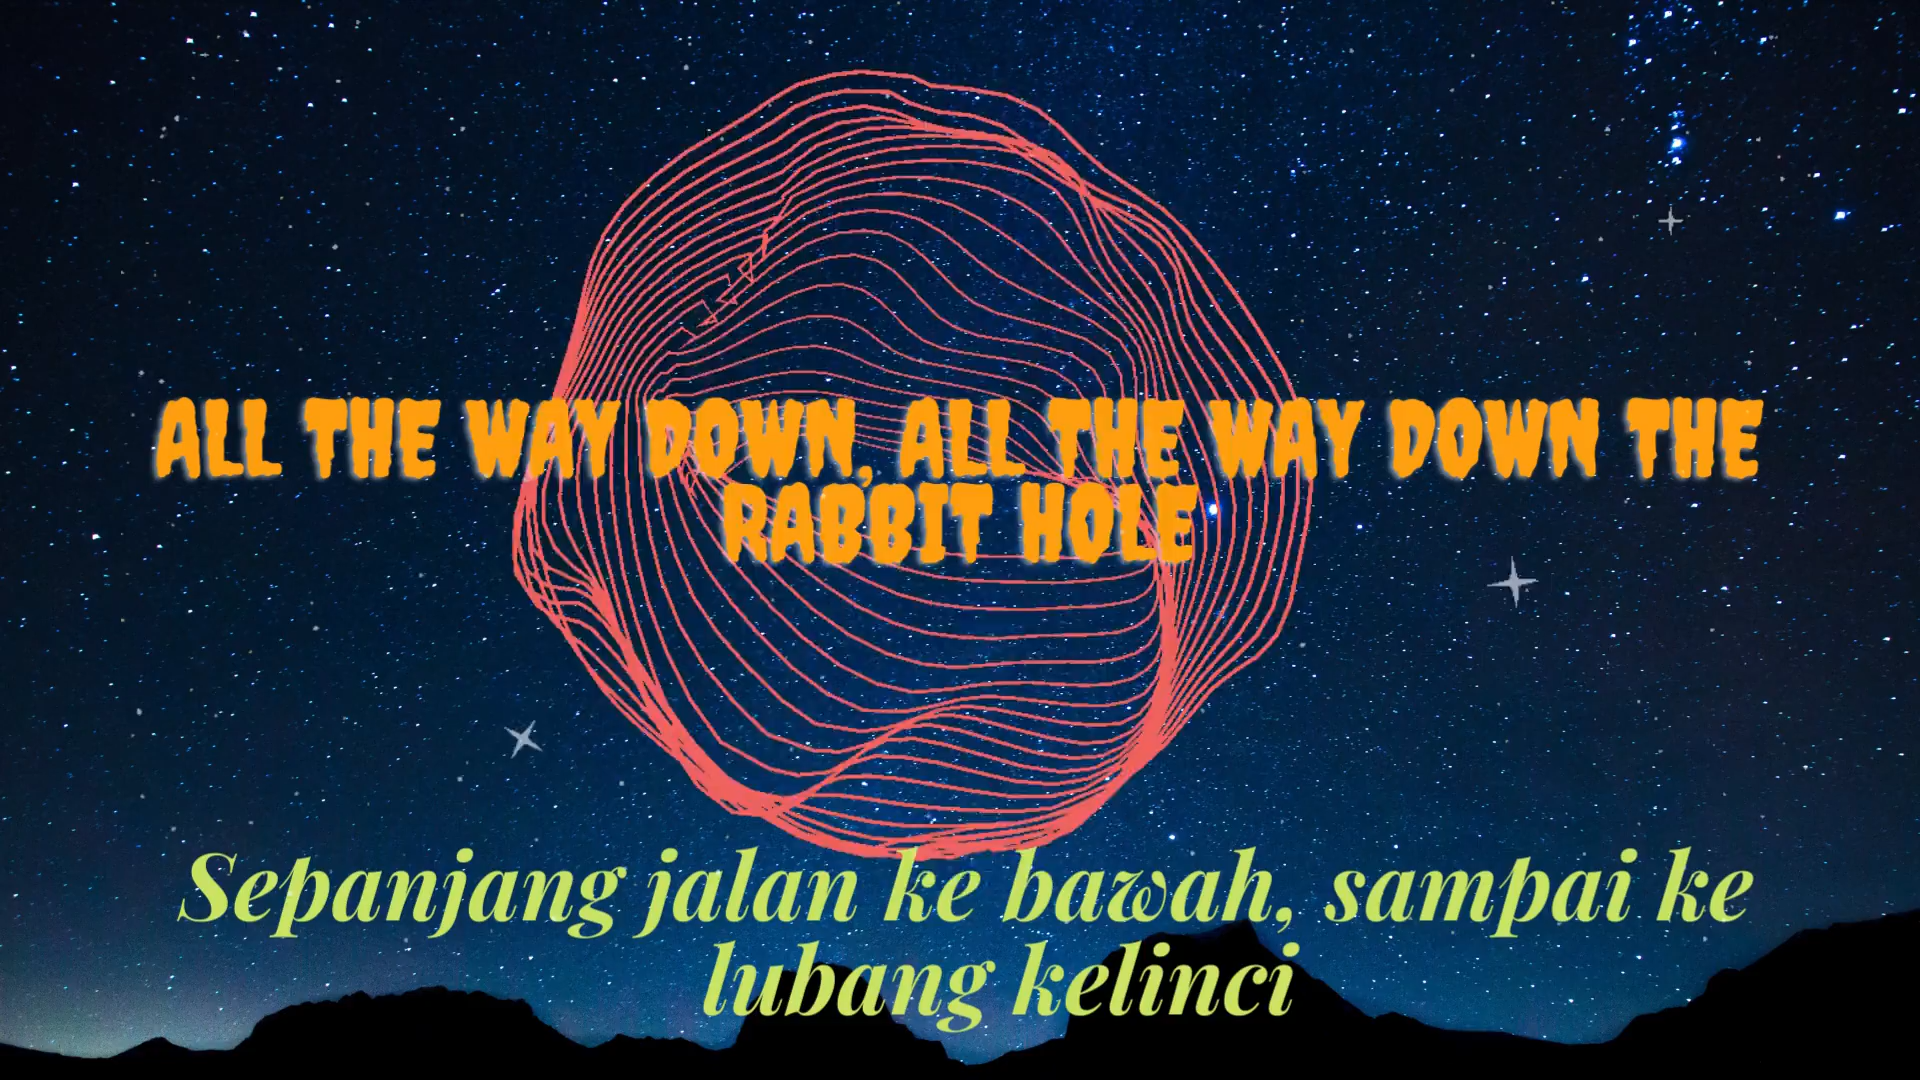 ALL THE WAY DOWN, ALL THE WAY DOWN THE
RABBIT HOLE
Sepanjang jalan ke bawah, sampai ke
lubang kelinci